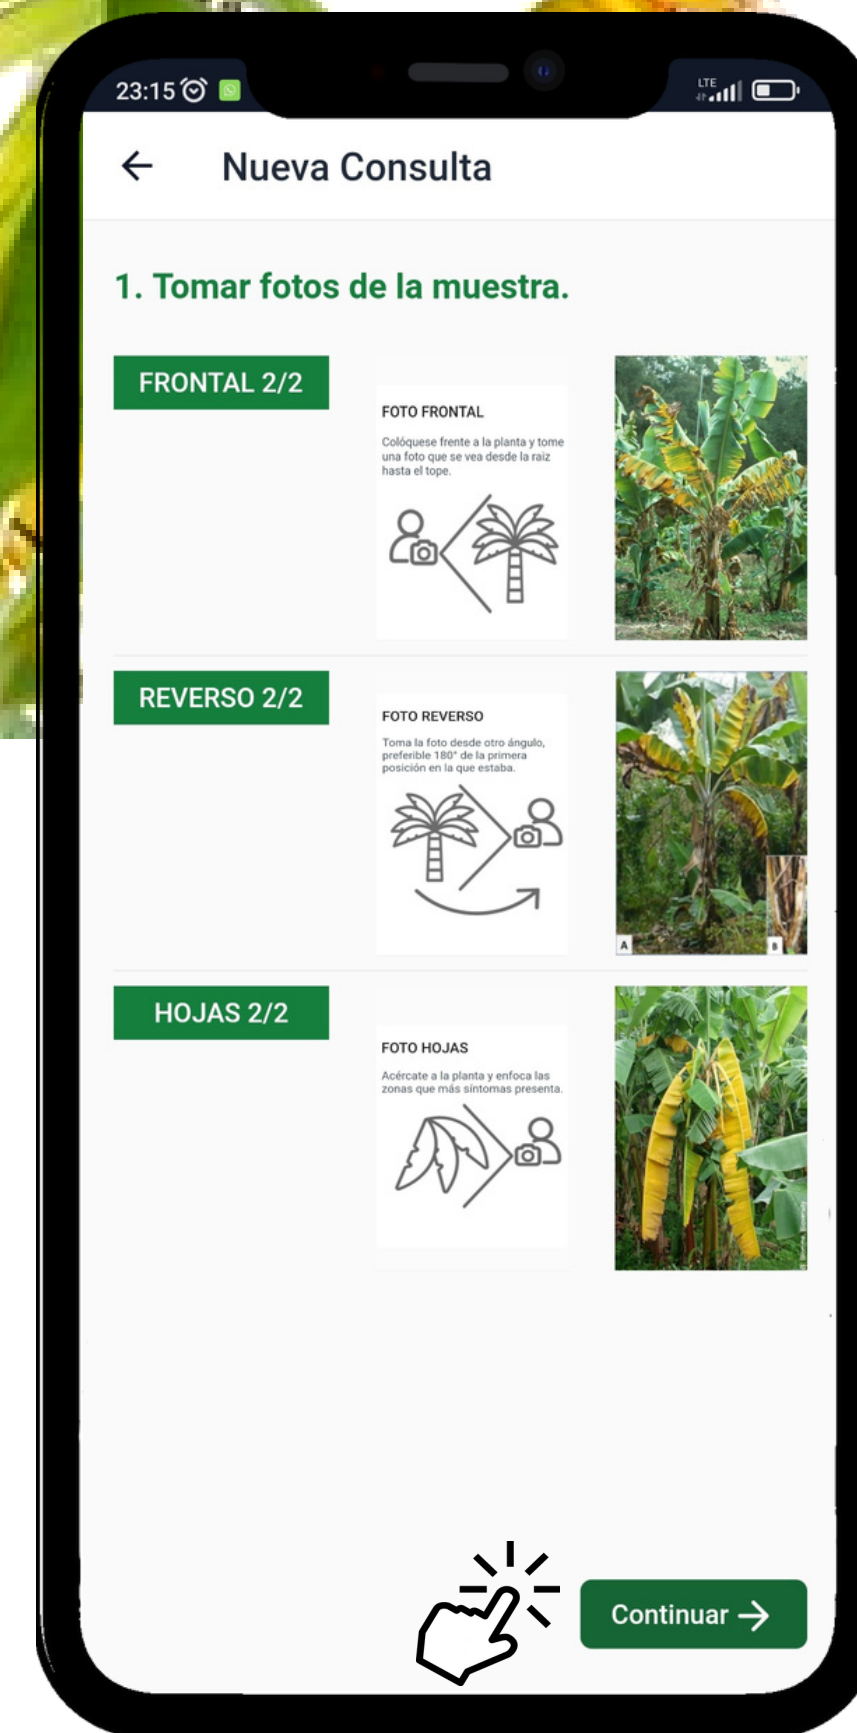 23:15
LTE
Nueva Consulta
1. Tomar fotos de la muestra.
FRONTAL 2/2
FOTO FRONTAL
Colóquese frente a la planta y tome
una foto que se vea desde la raiz
hasta el tope.
REVERSO 2/2
FOTO REVERSO
Toma la foto desde otro ángulo,
preferible 180° de la primera
posición en la que estaba.
A
B
HOJAS 2/2
FOTO HOJAS
Acércate a la planta y enfoca las
zonas que más síntomas presenta.
Continuar